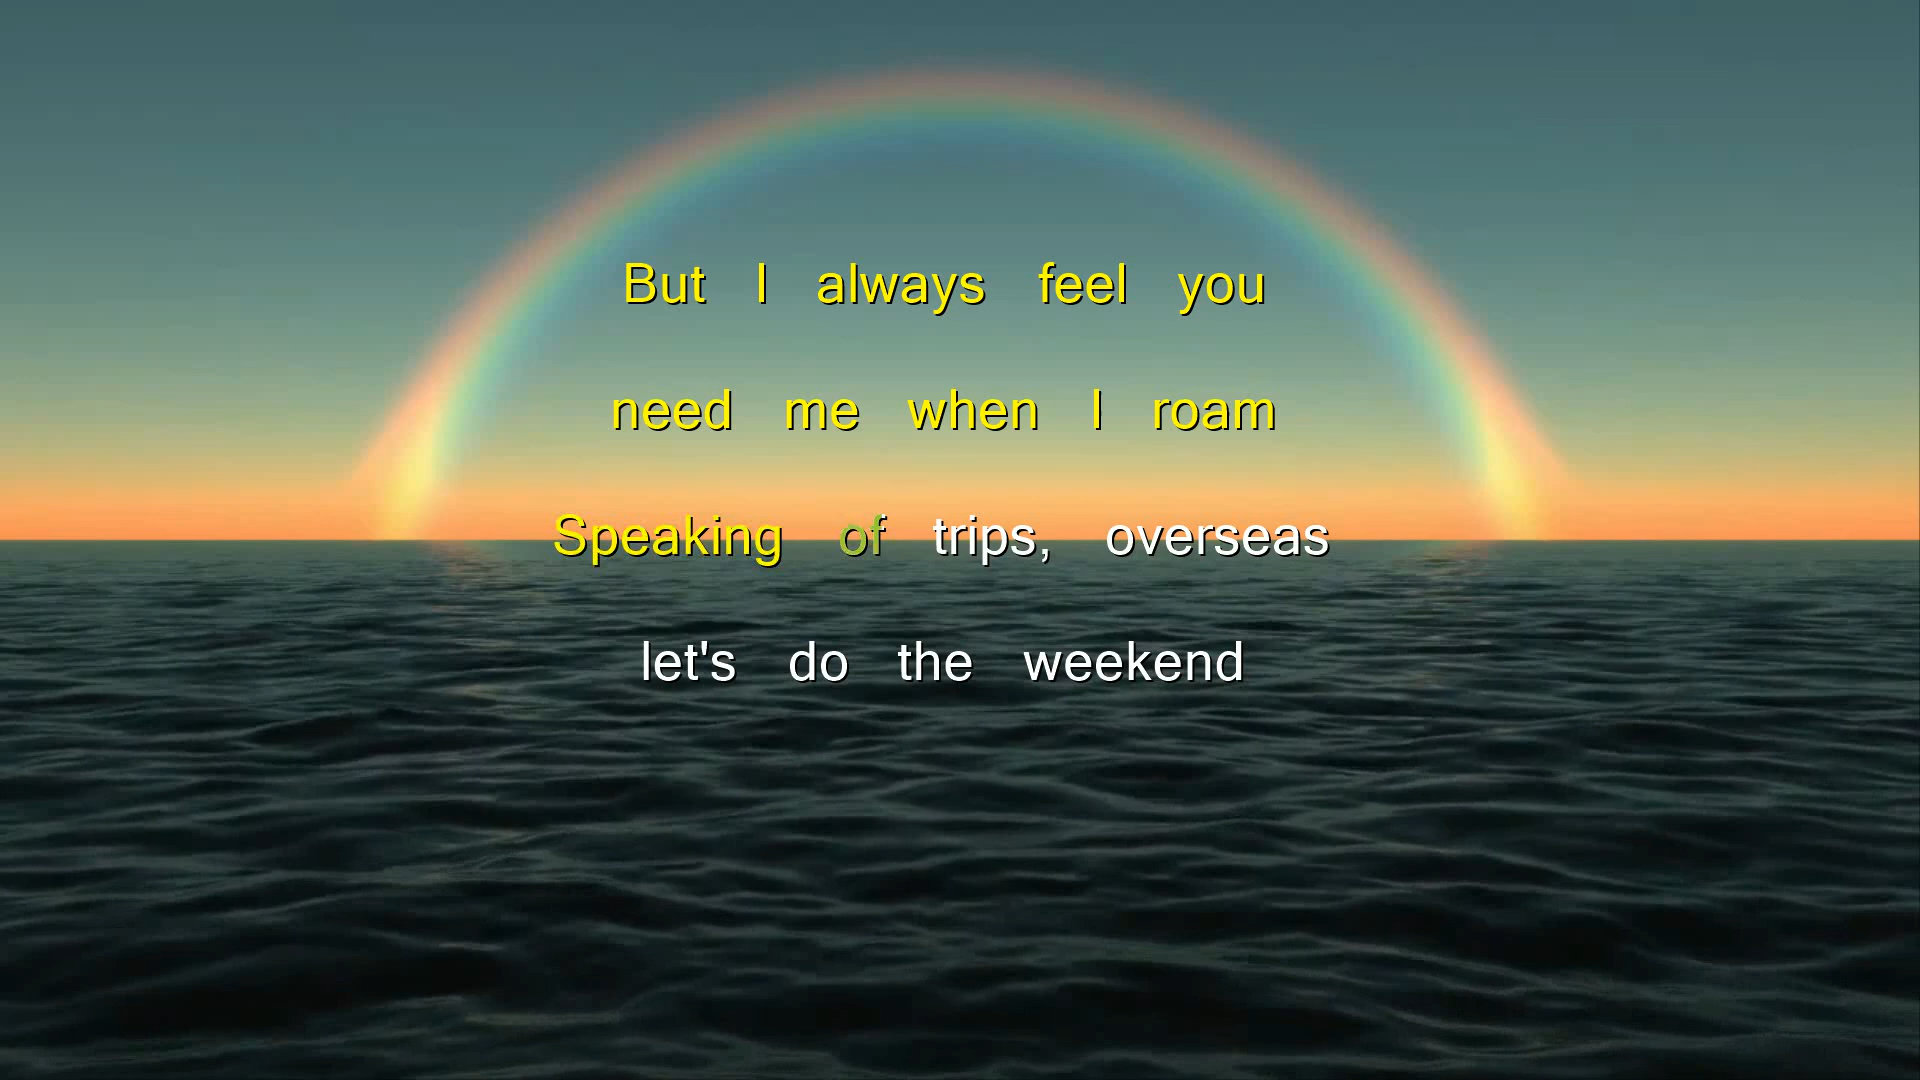 But I always feel you
need me when I roam
Speaking of trips, overseas
let's do the weekend